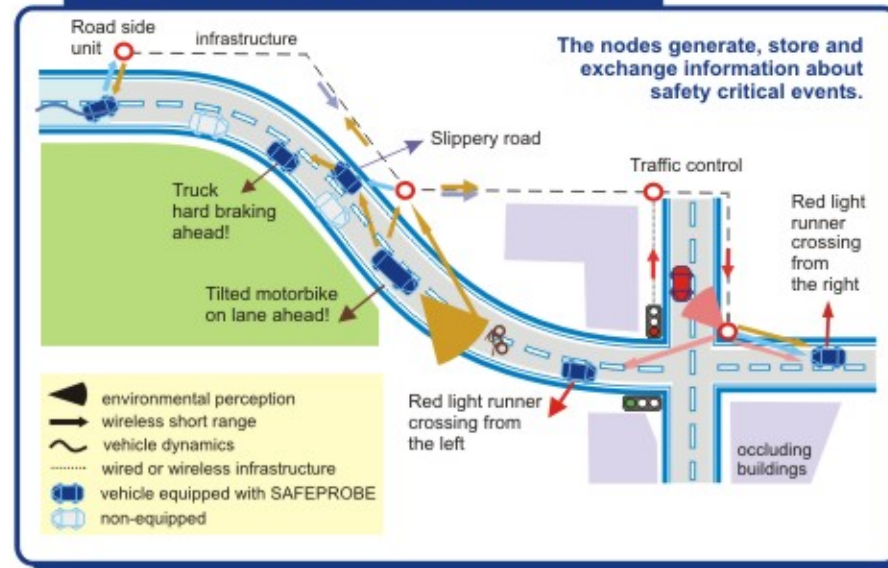 Road side
unit
infrastructure
The nodes generate, store and
exchange information about
safety critical events.
Slippery road
Traffic control
Truck
hard braking
ahead!
Red light
runner
crossing
from
the right
Tilted motorbike
on lane ahead!
Red light runner
crossing from
the left
occluding
buildings
environmental perception
wireless short range
vehicle dynamics
wired or wireless infrastructure
vehicle equipped with SAFEPROBE
non-equipped